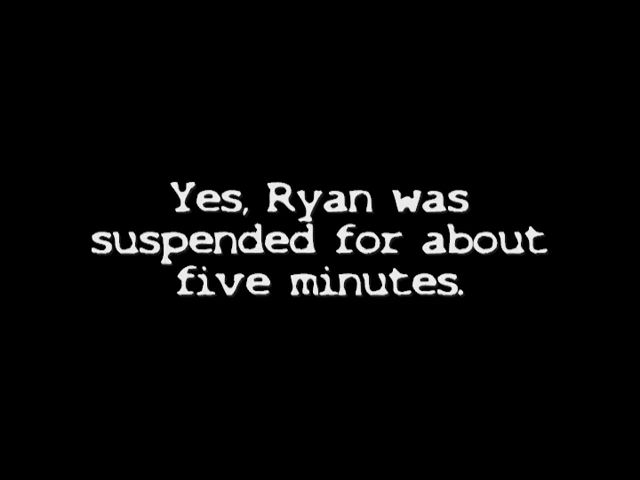 Yes, Ryan was
suspended for about
five minutes.